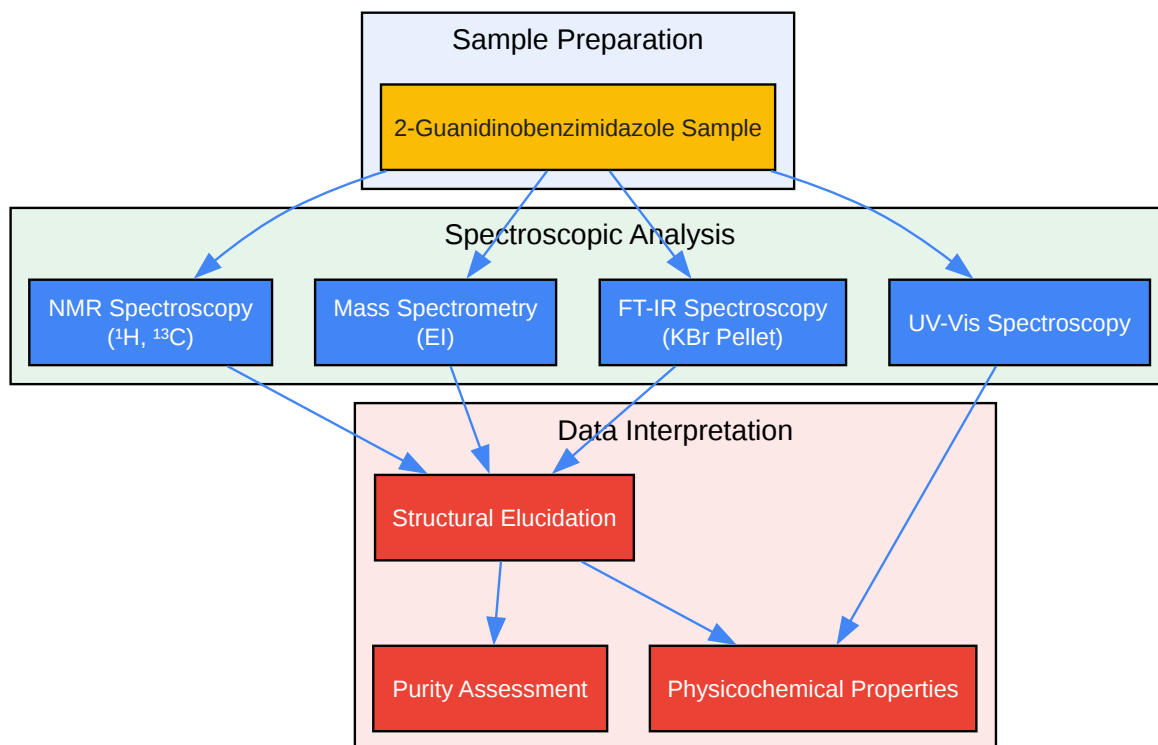 Sample Preparation
2-Guanidinobenzimidazole Sample
Spectroscopic Analysis
NMR Spectroscopy
(¹H, ¹³C)
Mass Spectrometry
(EI)
FT-IR Spectroscopy
(KBr Pellet)
UV-Vis Spectroscopy
Data Interpretation
Structural Elucidation
Purity Assessment
Physicochemical Properties